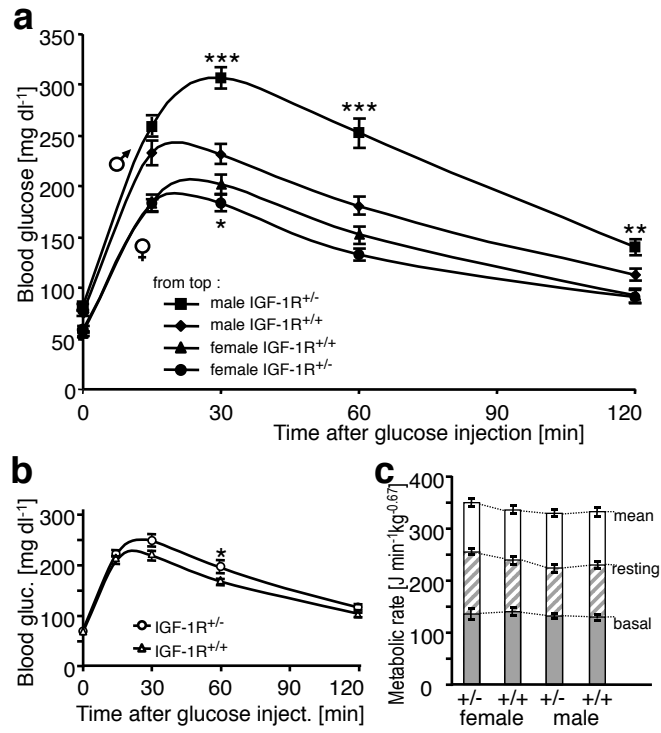 a
Blood glucose [mg dl-1]
350
300
250
200
150
100
50
0
***
***
**
*
♂
♀
from top :
male IGF-1R+/-
male IGF-1R+/+
female IGF-1R+/+
female IGF-1R+/-
0 30 60 90 120
Time after glucose injection [min]
b
Blood gluc. [mg dl-1]
300
200
100
0
*
IGF-1R+/-
IGF-1R+/+
0 30 60 90 120
Time after glucose inject. [min]
c
Metabolic rate [J min-1kg-0.67]
400
300
200
100
0
mean
resting
basal
+/- +/+ +/- +/+
female male